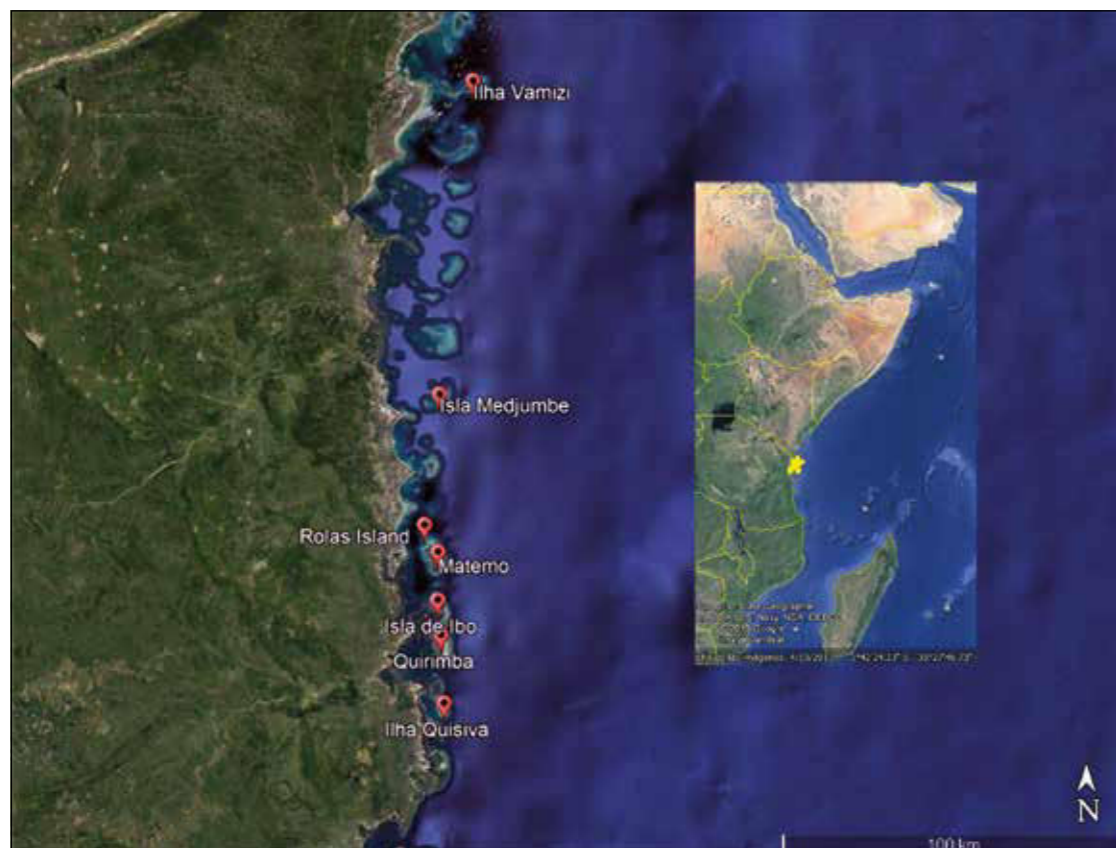 Ilha Vamizi
Isla Medjumbe
Rolas Island
Matemo
Isla de Ibo
Quirimba
Ilha Quisiva
N
100 km